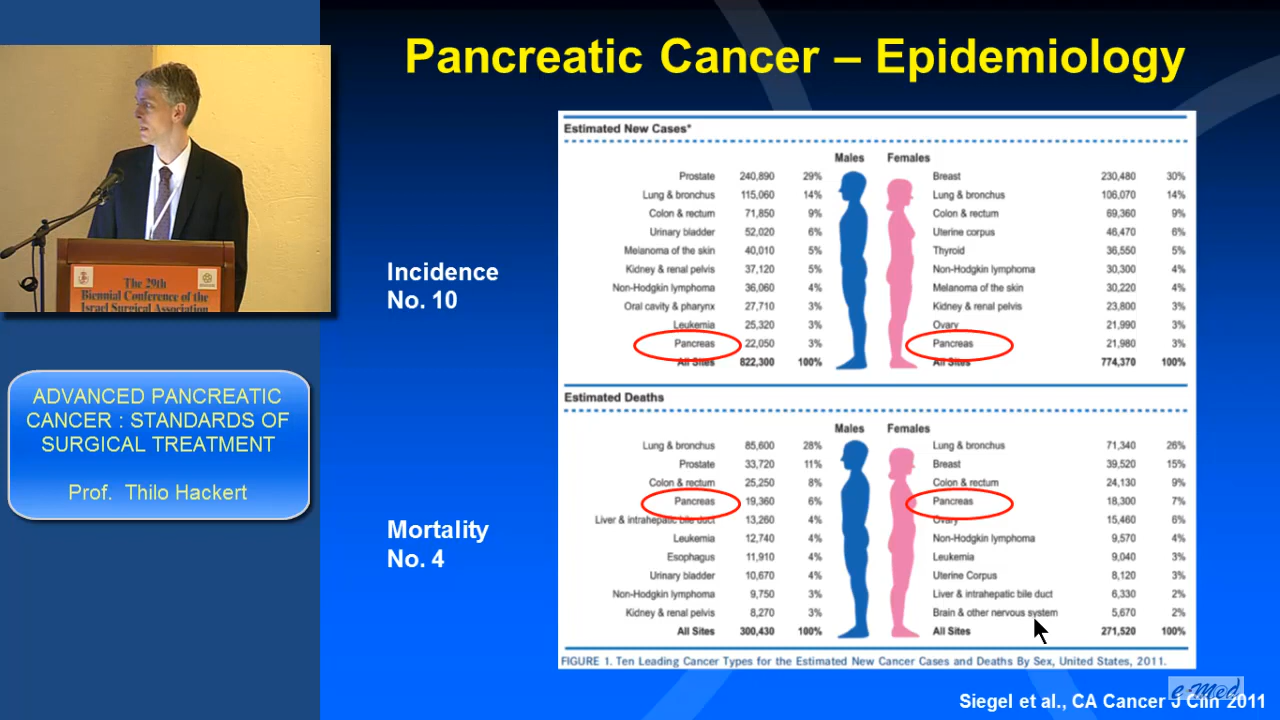 Pancreatic Cancer – Epidemiology
The 29th
Biennial Conference of the
Israel Surgical Association
ADVANCED PANCREATIC
CANCER : STANDARDS OF
SURGICAL TREATMENT
Prof. Thilo Hackert
Incidence
No. 10
Mortality
No. 4
Estimated New Cases*
Males Females
Prostate 240,890 29% Breast 230,480 30%
Lung & bronchus 115,060 14% Lung & bronchus 106,070 14%
Colon & rectum 71,850 9% Colon & rectum 69,360 9%
Urinary bladder 52,020 6% Uterine corpus 46,470 6%
Melanoma of the skin 40,010 5% Thyroid 36,550 5%
Kidney & renal pelvis 37,120 5% Non-Hodgkin lymphoma 30,300 4%
Non-Hodgkin lymphoma 36,060 4% Melanoma of the skin 30,220 4%
Oral cavity & pharynx 27,710 3% Kidney & renal pelvis 23,800 3%
Leukemia 25,320 3% Ovary 21,990 3%
Pancreas 22,050 3% Pancreas 21,980 3%
All Sites 822,300 100% All Sites 774,370 100%
Estimated Deaths
Males Females
Lung & bronchus 85,600 28% Lung & bronchus 71,340 26%
Prostate 33,720 11% Breast 39,520 15%
Colon & rectum 25,250 8% Colon & rectum 24,130 9%
Pancreas 19,360 6% Pancreas 18,300 7%
Liver & intrahepatic bile duct 13,260 4% Ovary 15,460 6%
Leukemia 12,740 4% Non-Hodgkin lymphoma 9,570 4%
Esophagus 11,910 4% Leukemia 9,040 3%
Urinary bladder 10,670 4% Uterine Corpus 8,120 3%
Non-Hodgkin lymphoma 9,750 3% Liver & intrahepatic bile duct 6,330 2%
Kidney & renal pelvis 8,270 3% Brain & other nervous system 5,670 2%
All Sites 300,430 100% All Sites 271,520 100%
FIGURE 1. Ten Leading Cancer Types for the Estimated New Cancer Cases and Deaths By Sex, United States, 2011.
e-Med
Siegel et al., CA Cancer J Clin 2011